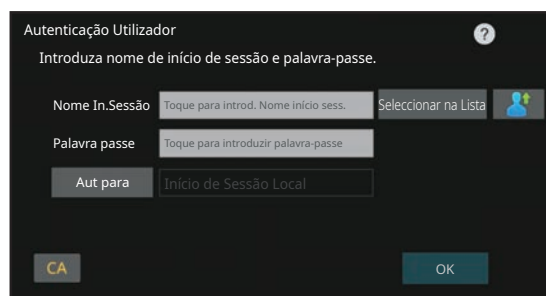 Autenticação Utilizador
?
Introduza nome de início de sessão e palavra-passe.
Nome In.Sessão Toque para introd. Nome início sess. Seleccionar na Lista
Palavra passe Toque para introduzir palavra-passe
Aut para Início de Sessão Local
CA OK